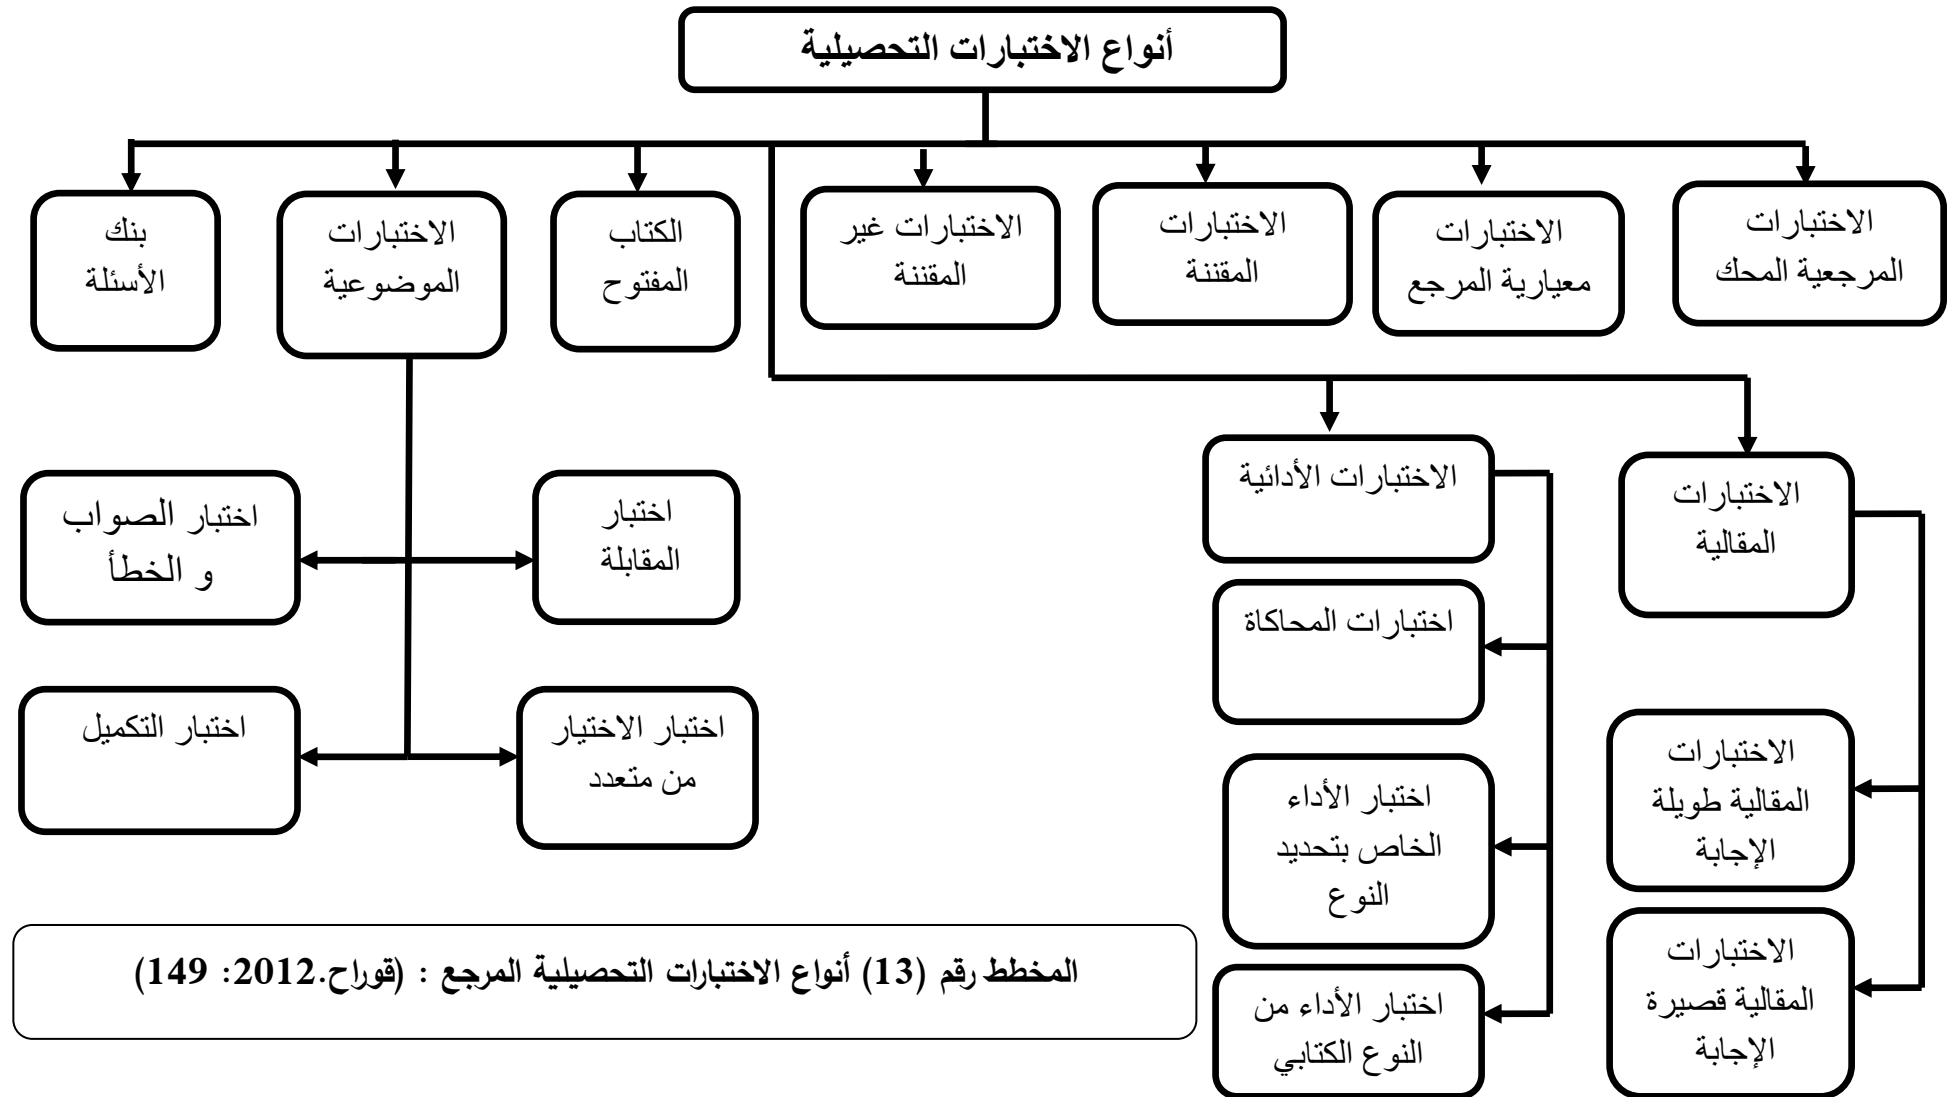 أنواع الاختبارات التحصيلية
الاختبارات
المرجعية المحك
الاختبارات
معيارية المرجع
الاختبارات
المقننة
الاختبارات غير
المقننة
الكتاب
المفتوح
الاختبارات
الموضوعية
بنك
الأسئلة
الاختبارات
المقالية
الاختبارات المقالية طويلة
الإجابة
الاختبارات
المقالية قصيرة
الإجابة
الاختبارات الأدائية
اختبارات المحاكاة
اختبار الأداء
الخاص بتحديد
النوع
اختبار الأداء من
النوع الكتابي
اختبار
المقابلة
اختبار الصواب
و الخطأ
اختبار الاختيار
من متعدد
اختبار التكميل
المخطط رقم (13) أنواع الاختبارات التحصيلية المرجع : (قوراح.2012: 149)